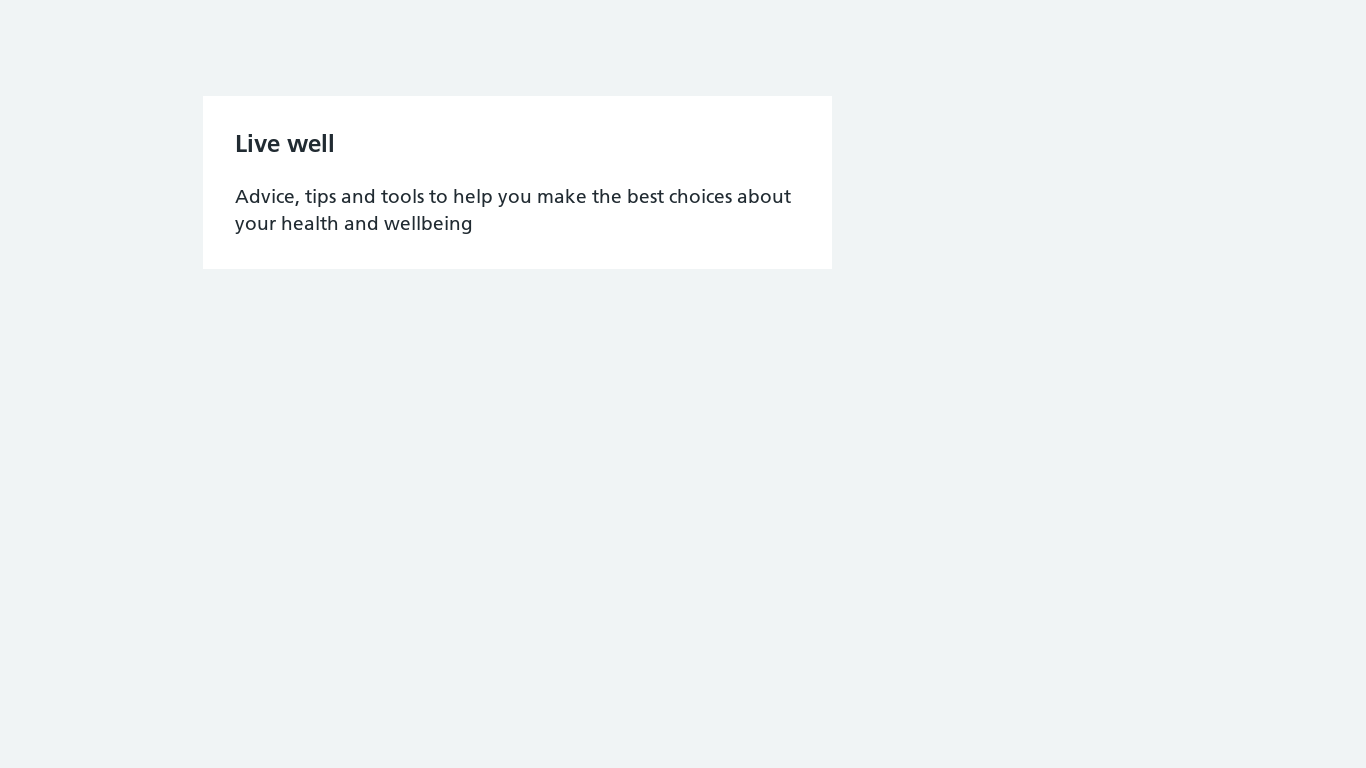 Live well
Advice, tips and tools to help you make the best choices about
your health and wellbeing